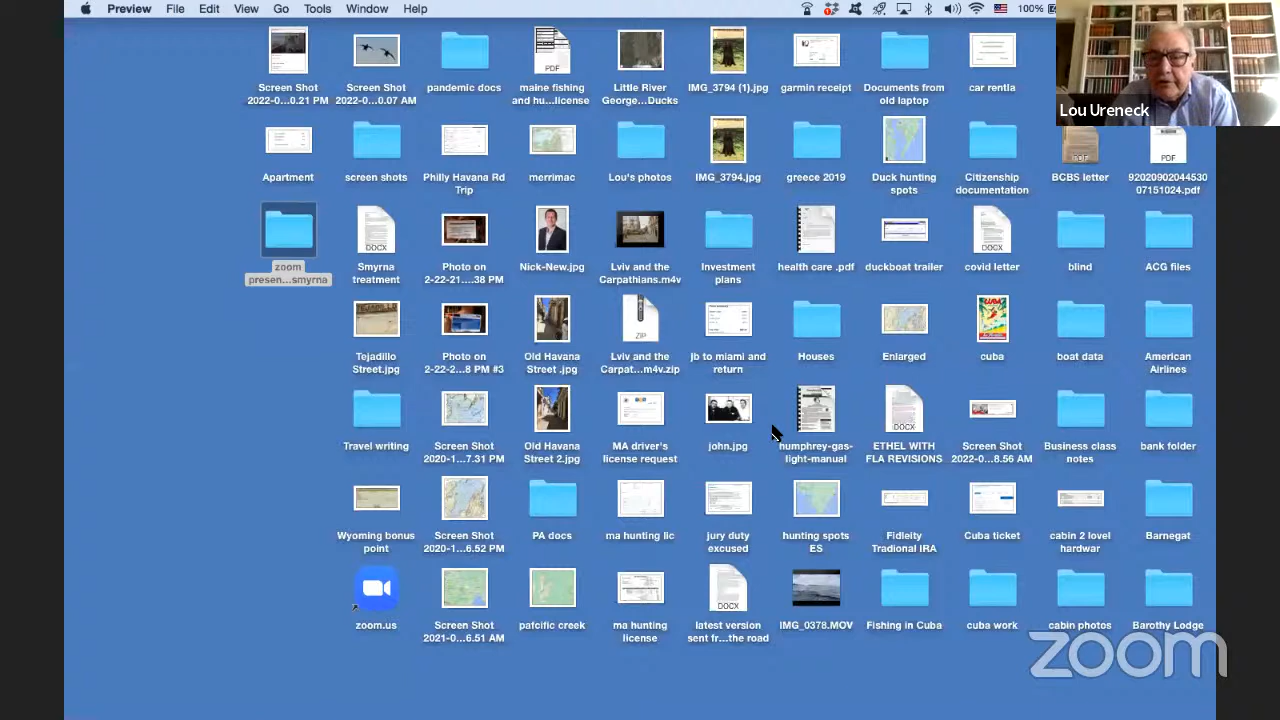 Preview File Edit View Go Tools Window Help
100%
Lou Ureneck
Screen Shot
2022-0...0.21 PM
Screen Shot
2022-0...0.07 AM
pandemic docs
PDF
maine fishing
and hu...license
Little River
George...Ducks
IMG_3794 (1).jpg
garmin receipt
Documents from
old laptop
car rentla
Apartment
screen shots
Philly Havana Rd
Trip
merrimac
Lou's photos
IMG_3794.jpg
greece 2019
Duck hunting
spots
Citizenship
documentation
PDF
BCBS letter
PDF
92020902044530
07151024.pdf
zoom
presen...smyrna
DOCX
Smyrna
treatment
Photo on
2-22-21....38 PM
Nick-New.jpg
Lviv and the
Carpathians.m4v
Investment
plans
health care .pdf
duckboat trailer
DOCX
covid letter
blind
ACG files
Tejadillo
Street.jpg
Photo on
2-22-2...8 PM #3
Old Havana
Street .jpg
ZIP
Lviv and the
Carpat...m4v.zip
jb to miami and
return
Houses
Enlarged
cuba
boat data
American
Airlines
Travel writing
Screen Shot
2020-1...7.31 PM
Old Havana
Street 2.jpg
MA driver's
license request
john.jpg
humphrey-gas-
light-manual
DOCX
ETHEL WITH
FLA REVISIONS
Screen Shot
2022-0...8.56 AM
Business class
notes
bank folder
Wyoming bonus
point
Screen Shot
2020-1...6.52 PM
PA docs
ma hunting lic
jury duty
excused
hunting spots
ES
Fidleity
Tradional IRA
Cuba ticket
cabin 2 lovel
hardwar
Barnegat
zoom.us
Screen Shot
2021-0...6.51 AM
pafcific creek
ma hunting
license
DOCX
latest version
sent fr...the road
IMG_0378.MOV
Fishing in Cuba
cuba work
cabin photos
Barothy Lodge
zoom